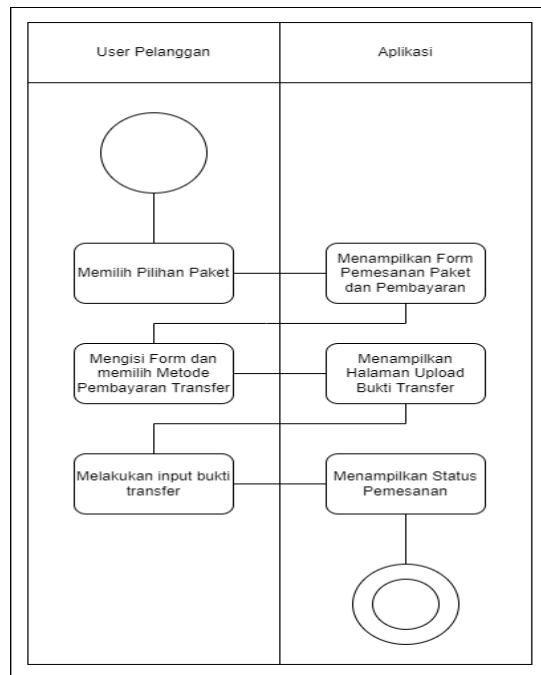 User Pelanggan
Aplikasi
Memilih Pilihan Paket
Menampilkan Form
Pemesanan Paket
dan Pembayaran
Mengisi Form dan
memilih Metode
Pembayaran Transfer
Menampilkan
Halaman Upload
Bukti Transfer
Melakukan input bukti
transfer
Menampilkan Status
Pemesanan